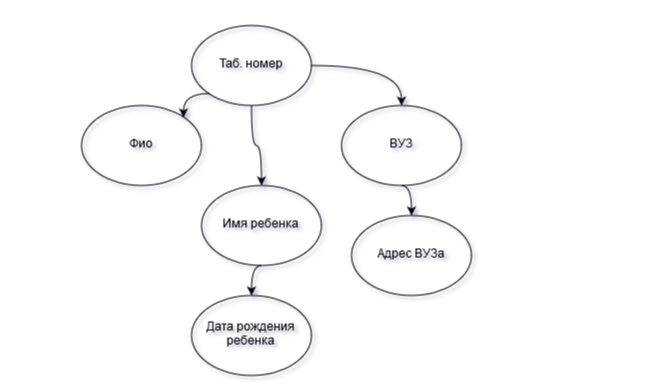 Таб. номер
Фио
ВУЗ
Имя ребенка
Адрес ВУЗа
Дата рождения
ребенка